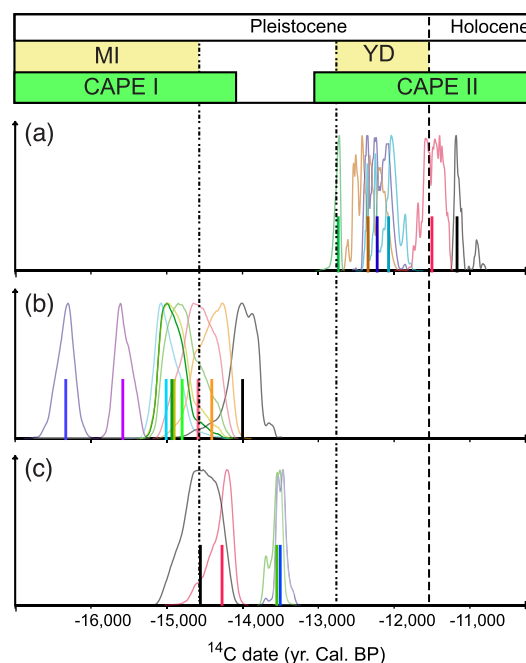 Pleistocene Holocene
MI YD
CAPE I CAPE II
(a)
(b)
(c)
-16,000 -15,000 -14,000 -13,000 -12,000 -11,000
14C date (yr. Cal. BP)